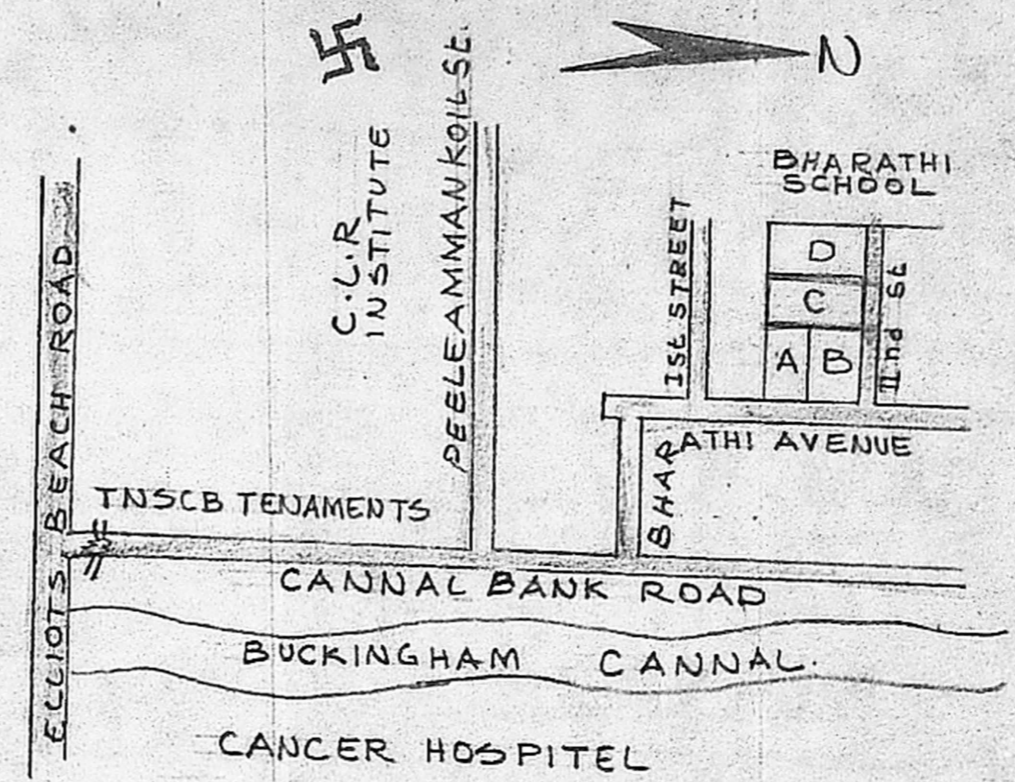 卐
N
PEELEAMMAN KOIL St.
C.L.R
INSTITUTE
BHARATHI
SCHOOL
ELLIOTS BEACH ROAD
Ist STREET
D
C
A B
IInd St
BHARATHI AVENUE
TNSCB TENAMENTS
CANNAL BANK ROAD
BUCKINGHAM CANNAL.
CANCER HOSPITEL